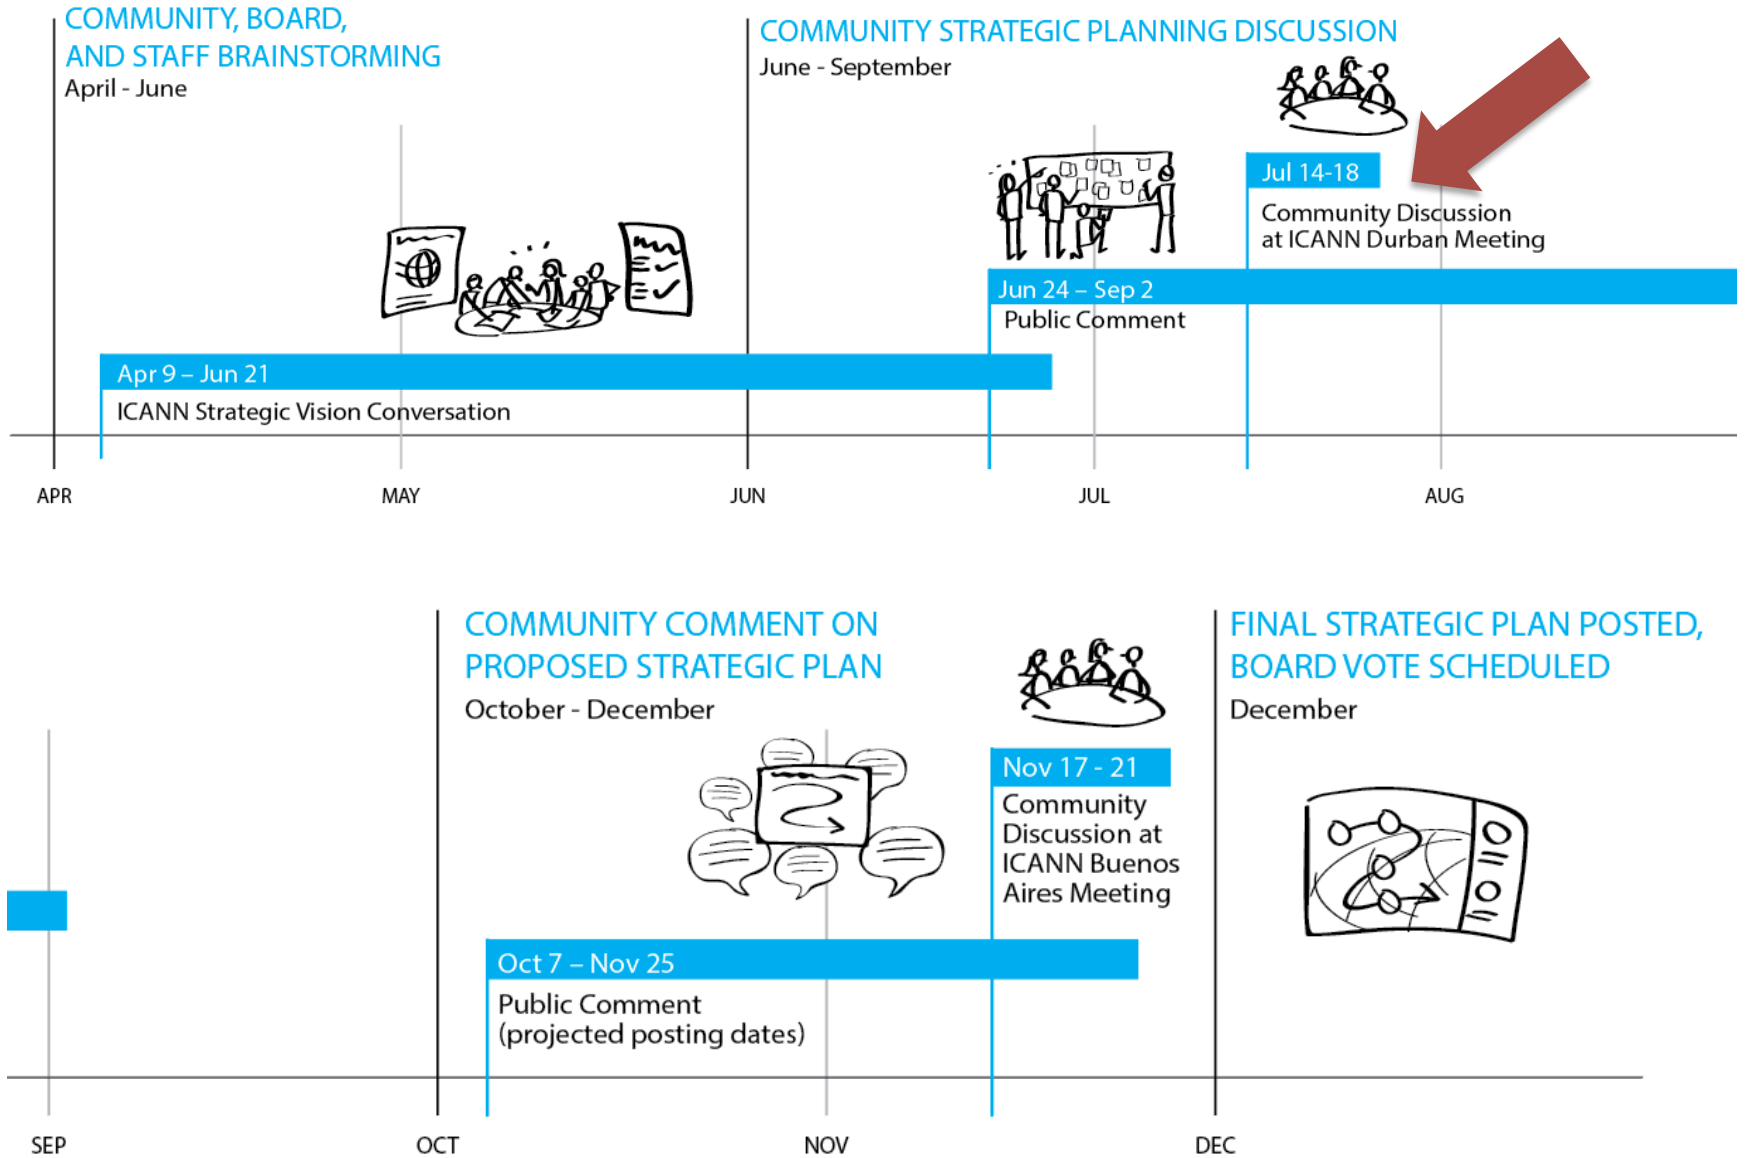 COMMUNITY, BOARD,
AND STAFF BRAINSTORMING
April - June
COMMUNITY STRATEGIC PLANNING DISCUSSION
June - September
Jul 14-18
Community Discussion
at ICANN Durban Meeting
Jun 24 – Sep 2
Public Comment
Apr 9 – Jun 21
ICANN Strategic Vision Conversation
APR
MAY
JUN
JUL
AUG
COMMUNITY COMMENT ON
PROPOSED STRATEGIC PLAN
October - December
FINAL STRATEGIC PLAN POSTED,
BOARD VOTE SCHEDULED
December
Nov 17 - 21
Community
Discussion at
ICANN Buenos
Aires Meeting
Oct 7 – Nov 25
Public Comment
(projected posting dates)
SEP
OCT
NOV
DEC